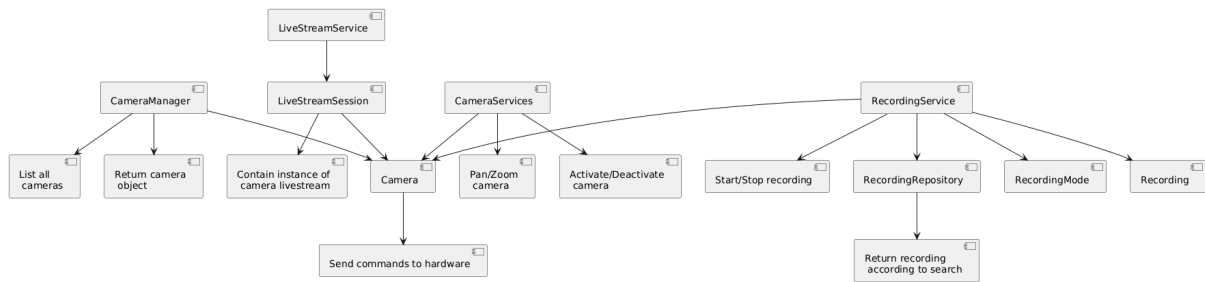 LiveStreamService
CameraManager
LiveStreamSession
CameraServices
RecordingService
List all
cameras
Return camera
object
Contain instance of
camera livestream
Camera
Pan/Zoom
camera
Activate/Deactivate
camera
Start/Stop recording
RecordingRepository
RecordingMode
Recording
Send commands to hardware
Return recording
according to search